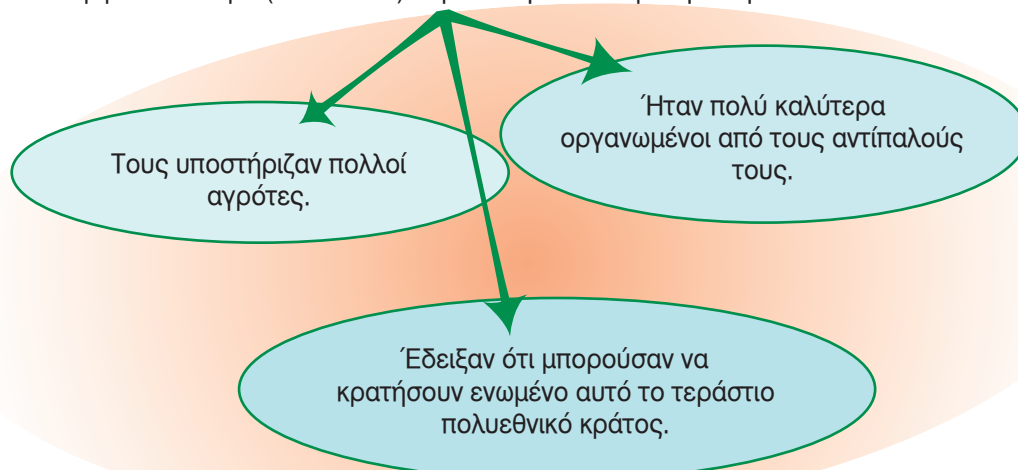 Τους υποστήριζαν πολλοί
αγρότες.
Ήταν πολύ καλύτερα
οργανωμένοι από τους αντίπαλούς
τους.
Έδειξαν ότι μπορούσαν να
κρατήσουν ενωμένο αυτό το τεράστιο
πολυεθνικό κράτος.